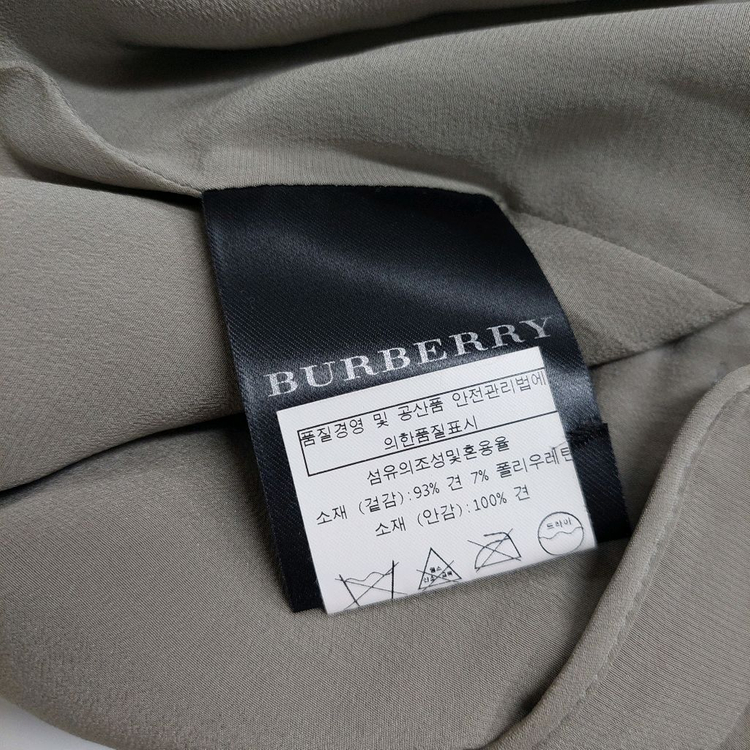 BURBERRY
품질경영 및 공산품 안전관리법에
의한품질표시
섬유의조성및혼용율
소재 (겉감):93% 견 7% 폴리우레탄
소재 (안감):100% 견
드라이